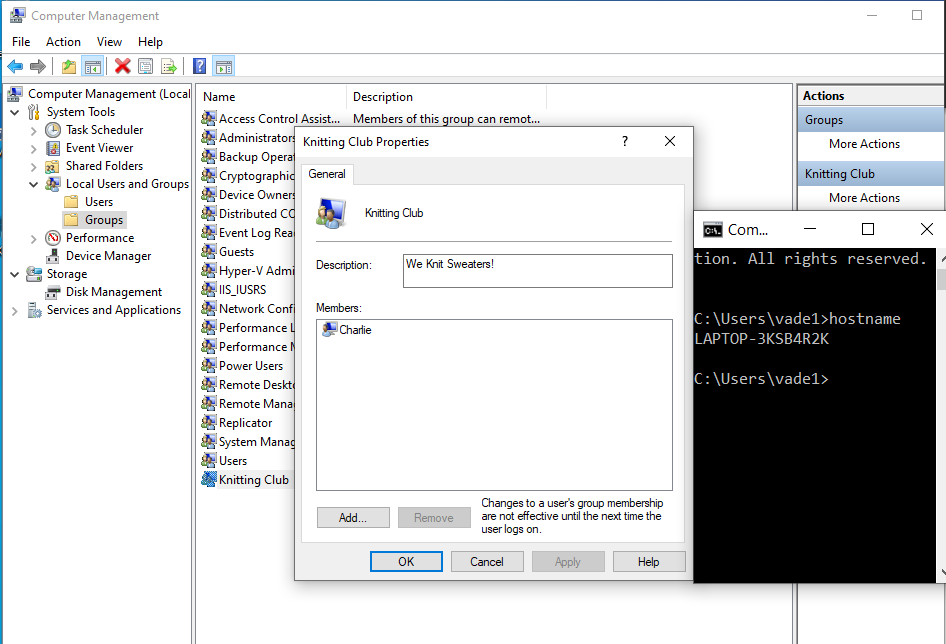 Computer Management
File Action View Help
Computer Management (Local
System Tools
Task Scheduler
Event Viewer
Shared Folders
Local Users and Groups
Users
Groups
Performance
Device Manager
Storage
Disk Management
Services and Applications
Name Description
Access Control Assist... Members of this group can remot...
Administrators
Backup Operat
Cryptographic
Device Owners
Distributed CO
Event Log Rea
Guests
Hyper-V Admi
IIS_IUSRS
Network Confi
Performance L
Performance M
Power Users
Remote Deskto
Remote Manag
Replicator
System Manag
Users
Knitting Club
Knitting Club Properties ?
General
Knitting Club
Description: We Knit Sweaters!
Members:
Charlie
Add... Remove
Changes to a user's group membership
are not effective until the next time the
user logs on.
OK Cancel Apply Help
Actions
Groups
More Actions
Knitting Club
More Actions
C:\. Com...
tion. All rights reserved.
C:\Users\vade1>hostname
LAPTOP-3KSB4R2K
C:\Users\vade1>